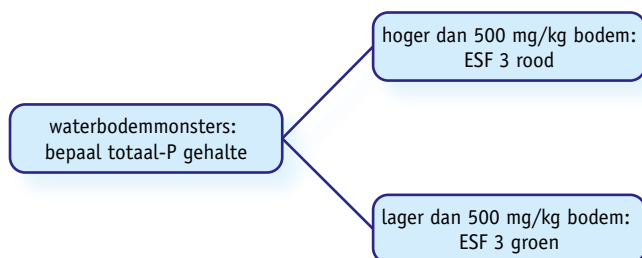 hoger dan 500 mg/kg bodem:
ESF 3 rood
waterbodemmonsters:
bepaal totaal-P gehalte
lager dan 500 mg/kg bodem:
ESF 3 groen